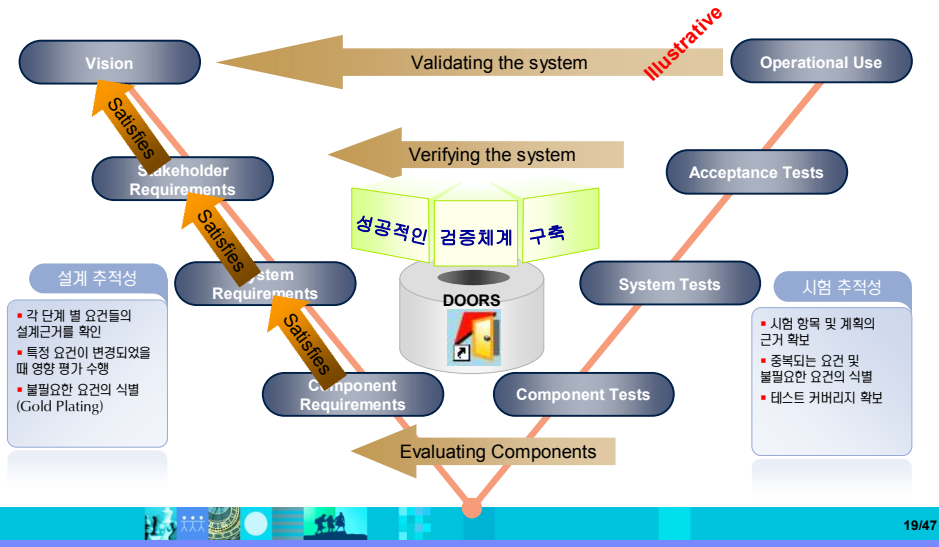 Illustrative
Vision
Validating the system
Operational Use
Satisfies
Verifying the system
Stakeholder
Requirements
Acceptance Tests
Satisfies
성공적인 검증체계 구축
System
Requirements
System Tests
DOORS
설계 추적성
▪ 각 단계 별 요건들의
설계근거를 확인
▪ 특정 요건이 변경되었을
때 영향 평가 수행
▪ 불필요한 요건의 식별
(Gold Plating)
시험 추적성
▪ 시험 항목 및 계획의
근거 확보
▪ 중복되는 요건 및
불필요한 요건의 식별
▪ 테스트 커버리지 확보
Satisfies
Component
Requirements
Component Tests
Evaluating Components
19/47